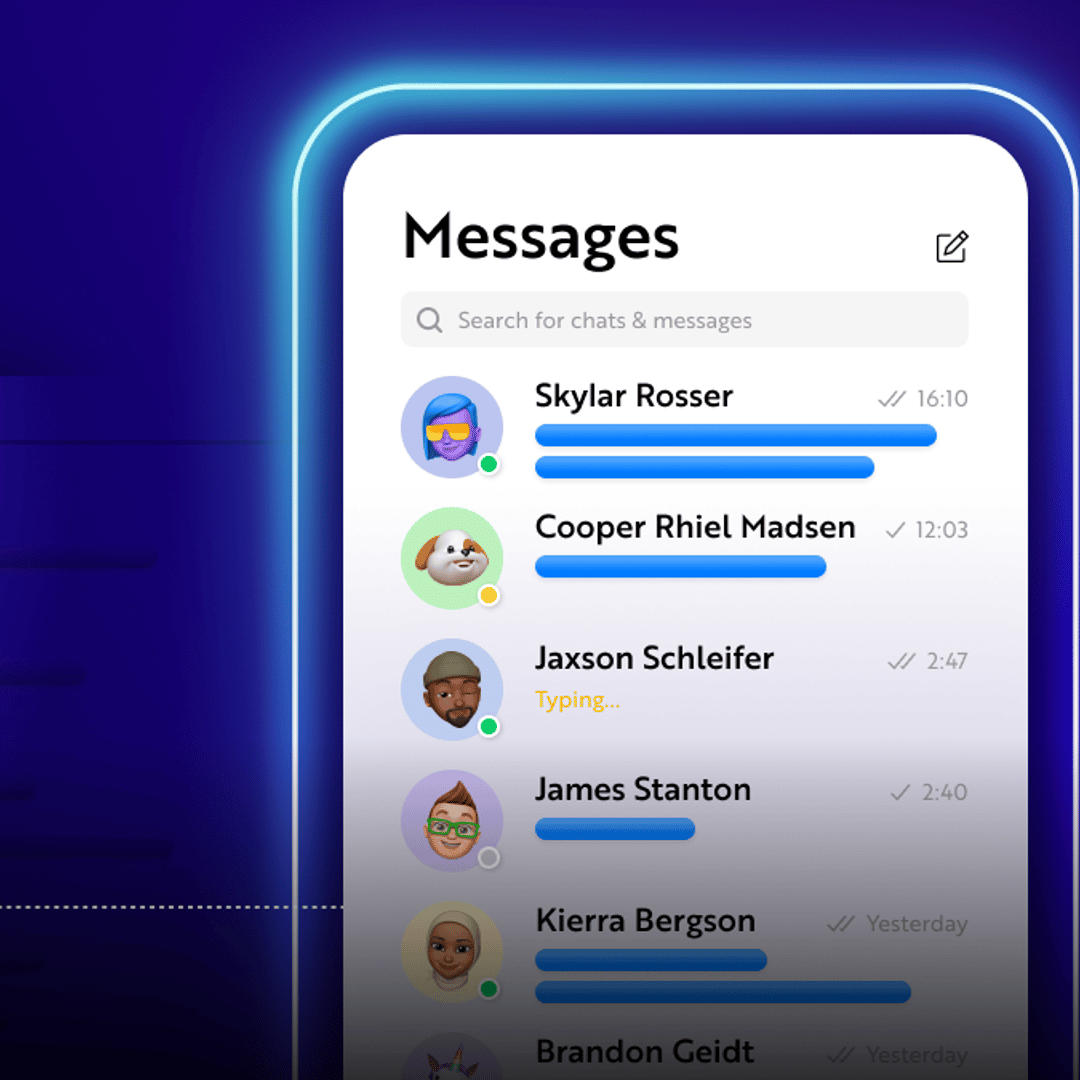 Messages
Search for chats & messages
Skylar Rosser 16:10
Cooper Rhiel Madsen 12:03
Jaxson Schleifer 2:47
Typing...
James Stanton 2:40
Kierra Bergson Yesterday
Brandon Geidt Yesterday